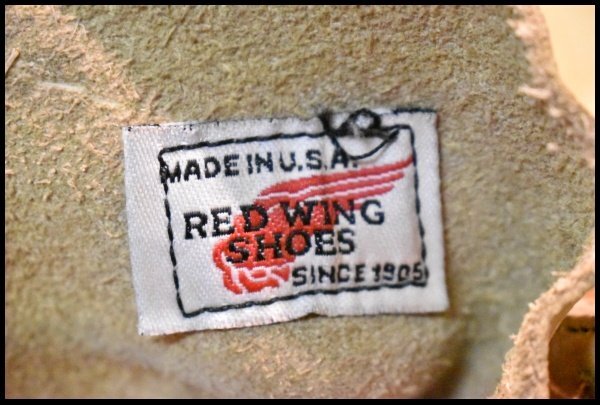 MADE IN U.S.A.
RED WING
SHOES
SINCE 1905